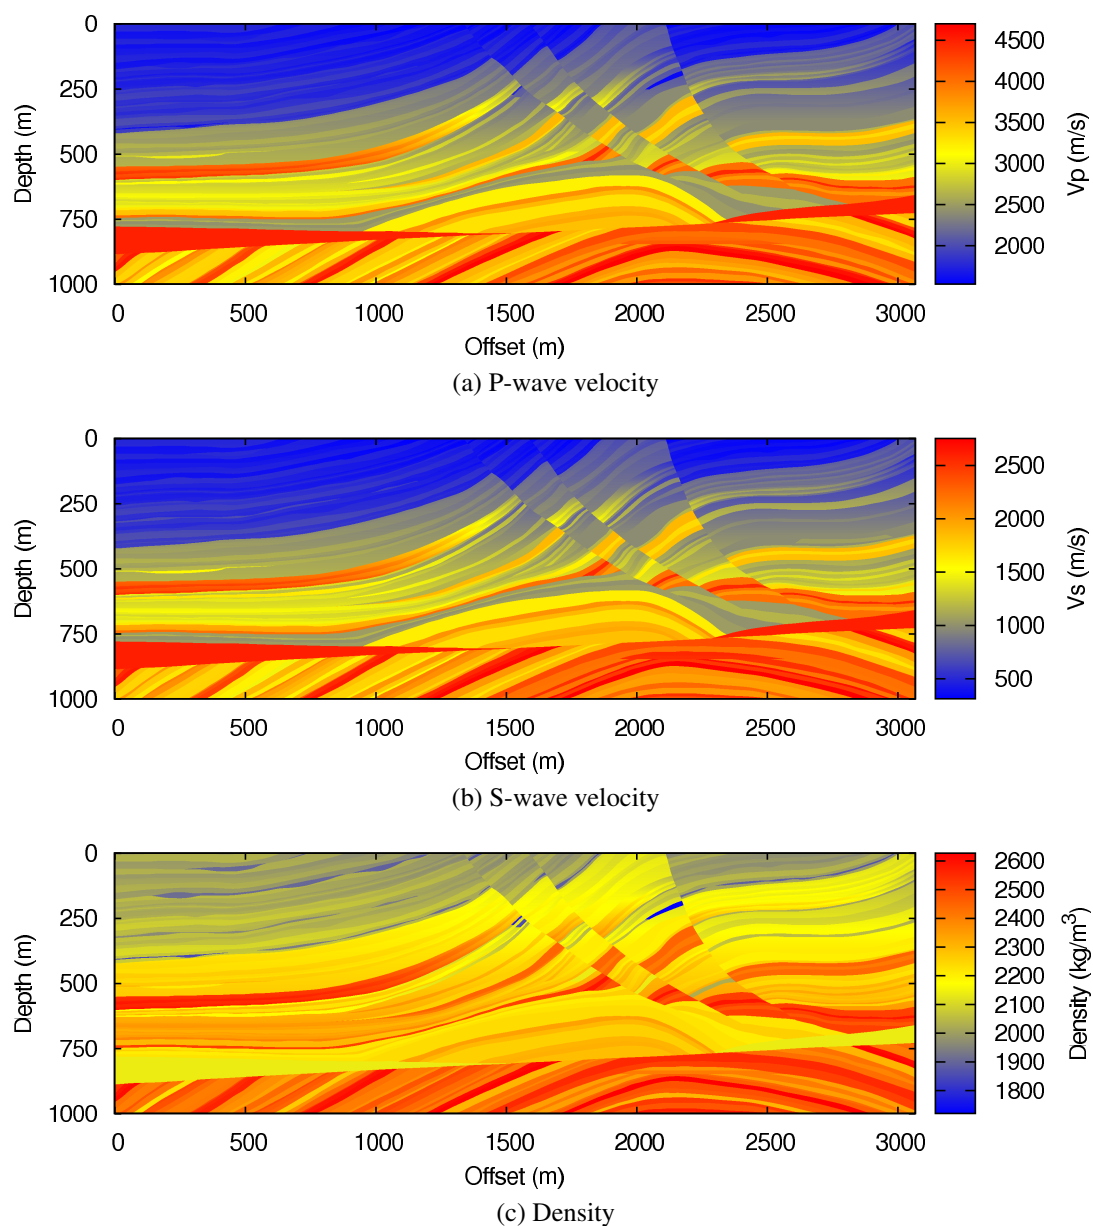 0
250
500
750
1000
Depth (m)
0 500 1000 1500 2000 2500 3000
Offset (m)
4500
4000
3500
3000
2500
2000
Vp (m/s)
(a) P-wave velocity
0
250
500
750
1000
Depth (m)
0 500 1000 1500 2000 2500 3000
Offset (m)
2500
2000
1500
1000
500
Vs (m/s)
(b) S-wave velocity
0
250
500
750
1000
Depth (m)
0 500 1000 1500 2000 2500 3000
Offset (m)
2600
2500
2400
2300
2200
2100
2000
1900
1800
Density (kg/m³)
(c) Density